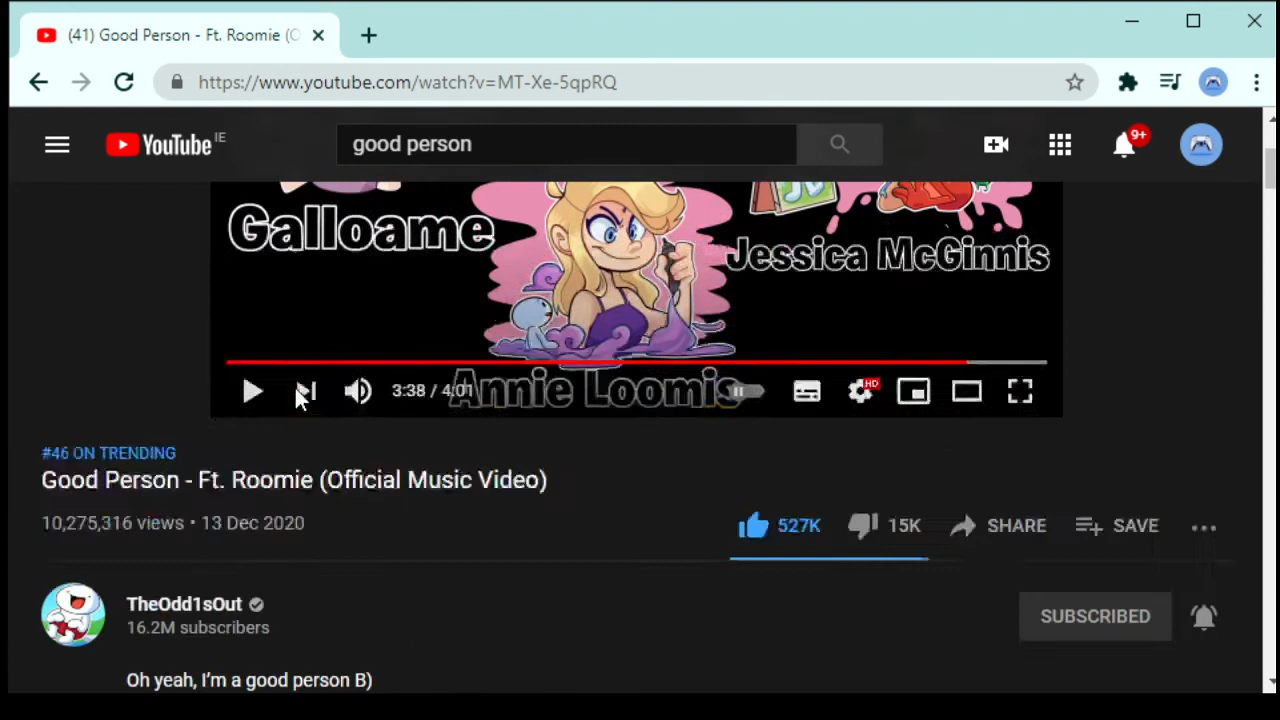 (41) Good Person - Ft. Roomie (O
https://www.youtube.com/watch?v=MT-Xe-5qpRQ
YouTube IE
good person
9+
Galloame
Jessica McGinnis
Annie Loomis
3:38 / 4:01
HD
#46 ON TRENDING
Good Person - Ft. Roomie (Official Music Video)
10,275,316 views • 13 Dec 2020
527K 15K SHARE SAVE
TheOdd1sOut
16.2M subscribers
SUBSCRIBED
Oh yeah, I'm a good person B)